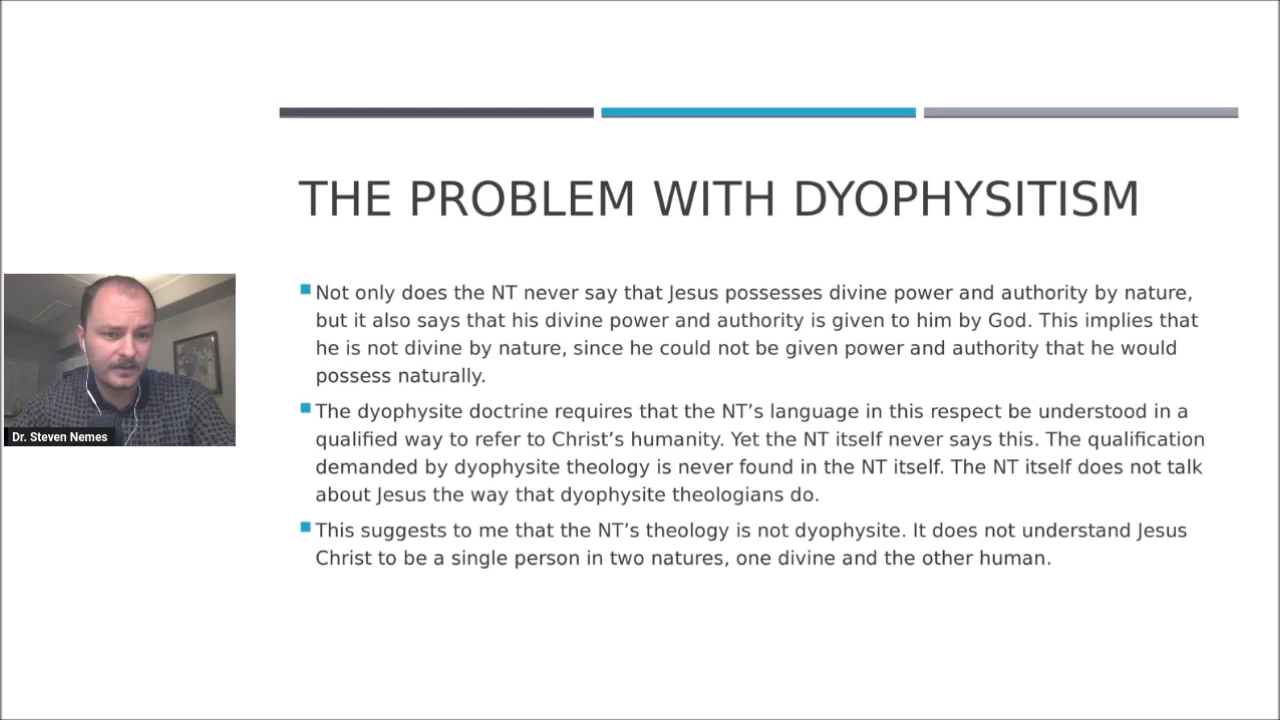 THE PROBLEM WITH DYOPHYSITISM
Not only does the NT never say that Jesus possesses divine power and authority by nature,
but it also says that his divine power and authority is given to him by God. This implies that
he is not divine by nature, since he could not be given power and authority that he would
possess naturally.
The dyophysite doctrine requires that the NT’s language in this respect be understood in a
qualified way to refer to Christ’s humanity. Yet the NT itself never says this. The qualification
demanded by dyophysite theology is never found in the NT itself. The NT itself does not talk
about Jesus the way that dyophysite theologians do.
This suggests to me that the NT’s theology is not dyophysite. It does not understand Jesus
Christ to be a single person in two natures, one divine and the other human.
Dr. Steven Nemes